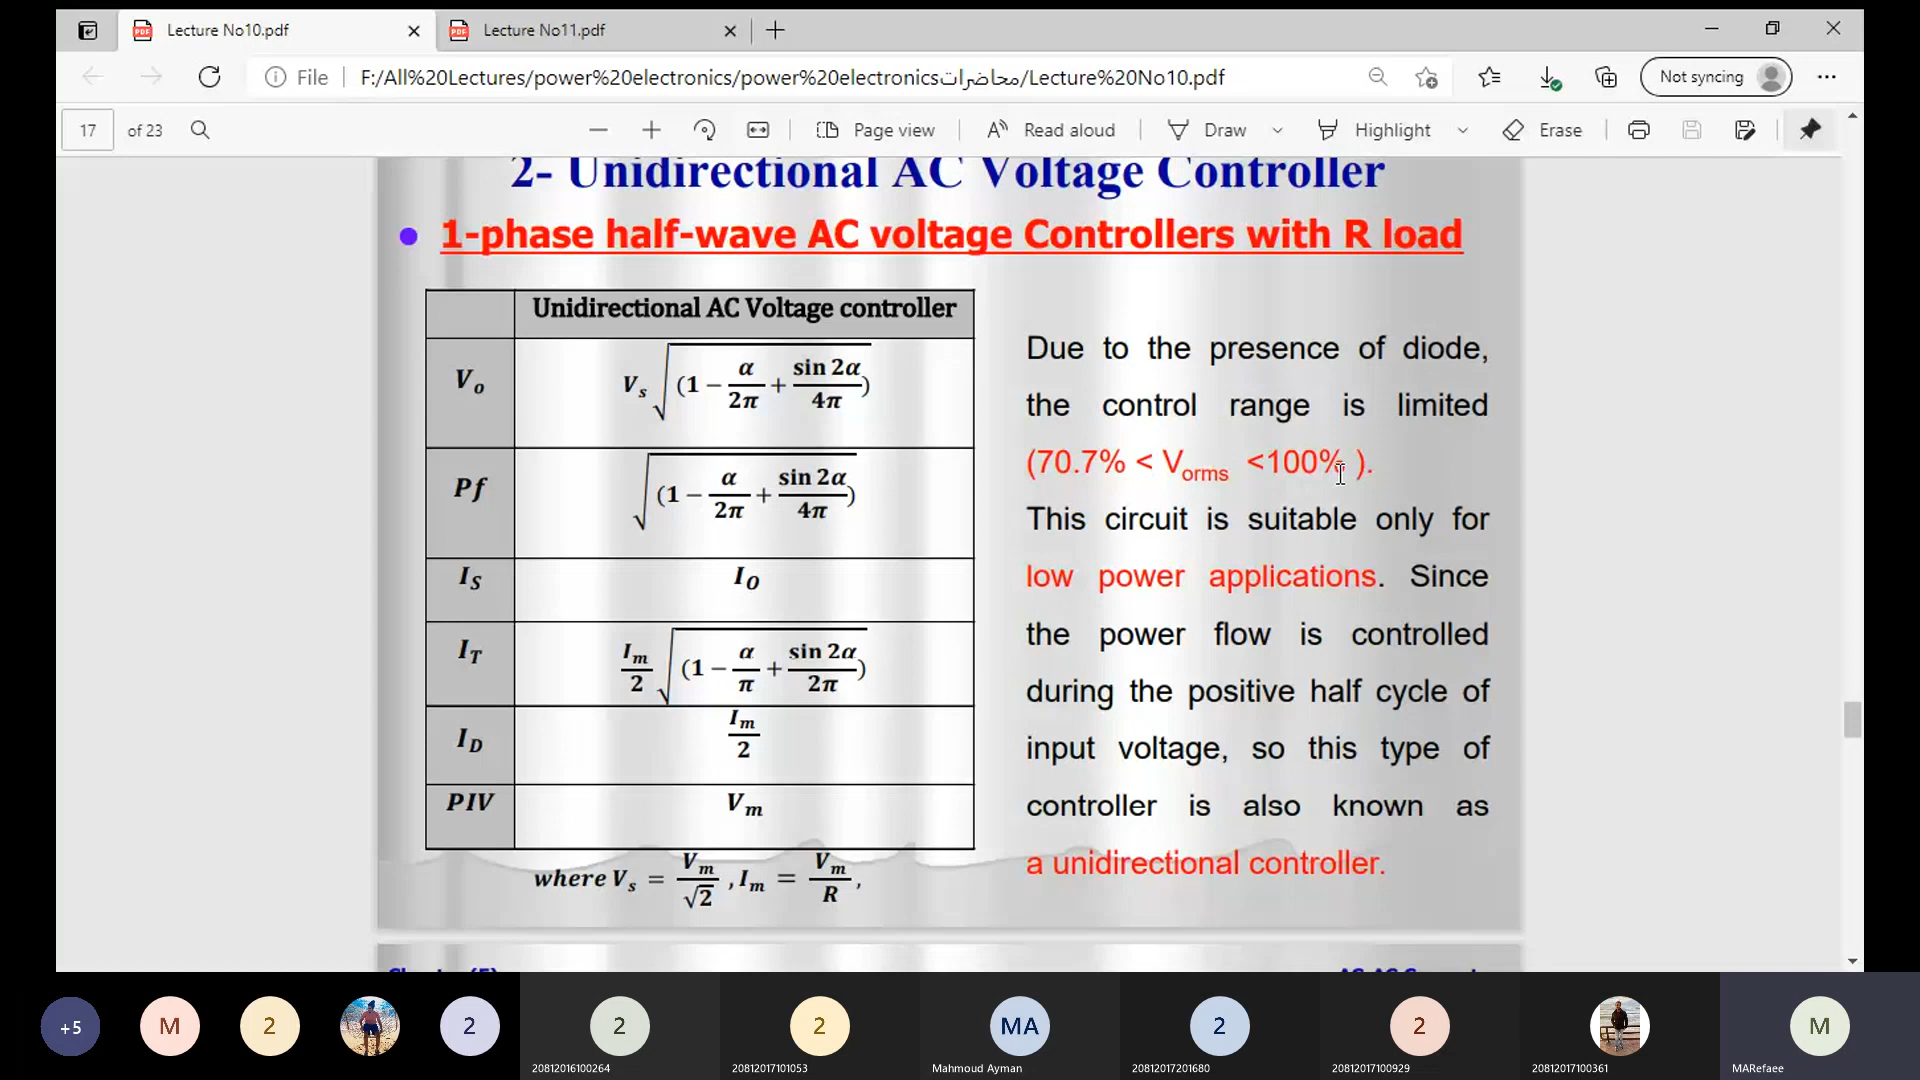 Lecture No10.pdf
Lecture No11.pdf
File
F:/All%20Lectures/power%20electronics/power%20electronicsمحاضرات/Lecture%20No10.pdf
Not syncing
17 of 23
Page view
Read aloud
Draw
Highlight
Erase
2- Unidirectional AC Voltage Controller
1-phase half-wave AC voltage Controllers with R load
Unidirectional AC Voltage controller
Vo Vs √(1 − α/2π + sin 2α/4π)
Pf √(1 − α/2π + sin 2α/4π)
IS IO
IT Im/2 √(1 − α/π + sin 2α/2π)
ID Im/2
PIV Vm
where Vs = Vm/√2 , Im = Vm/R ,
Due to the presence of diode,
the control range is limited
(70.7% < Vorms <100% ).
This circuit is suitable only for
low power applications. Since
the power flow is controlled
during the positive half cycle of
input voltage, so this type of
controller is also known as
a unidirectional controller.
+5
M
2
2
2
2
MA
2
2
M
20812016100264
20812017101053
Mahmoud Ayman
20812017201680
20812017100929
20812017100361
MARefaee